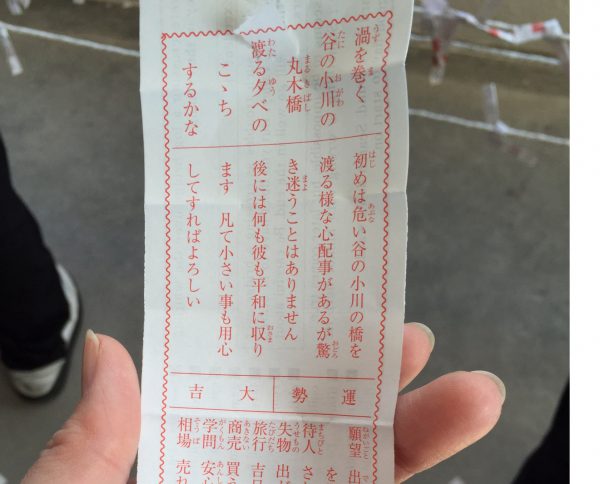 渦を巻く
谷の小川の
丸木橋
渡る夕べの
こゝち
するかな
初めは危い谷の小川の橋を
渡る様な心配事があるが驚
き迷うことはありません
後には何も彼も平和に収り
ます 凡て小さい事も用心
してすればよろしい
運勢
大吉
願望 出
を
待人 さ
失物 出
旅行 吉
商売 買う
学問 安
相場 売れ